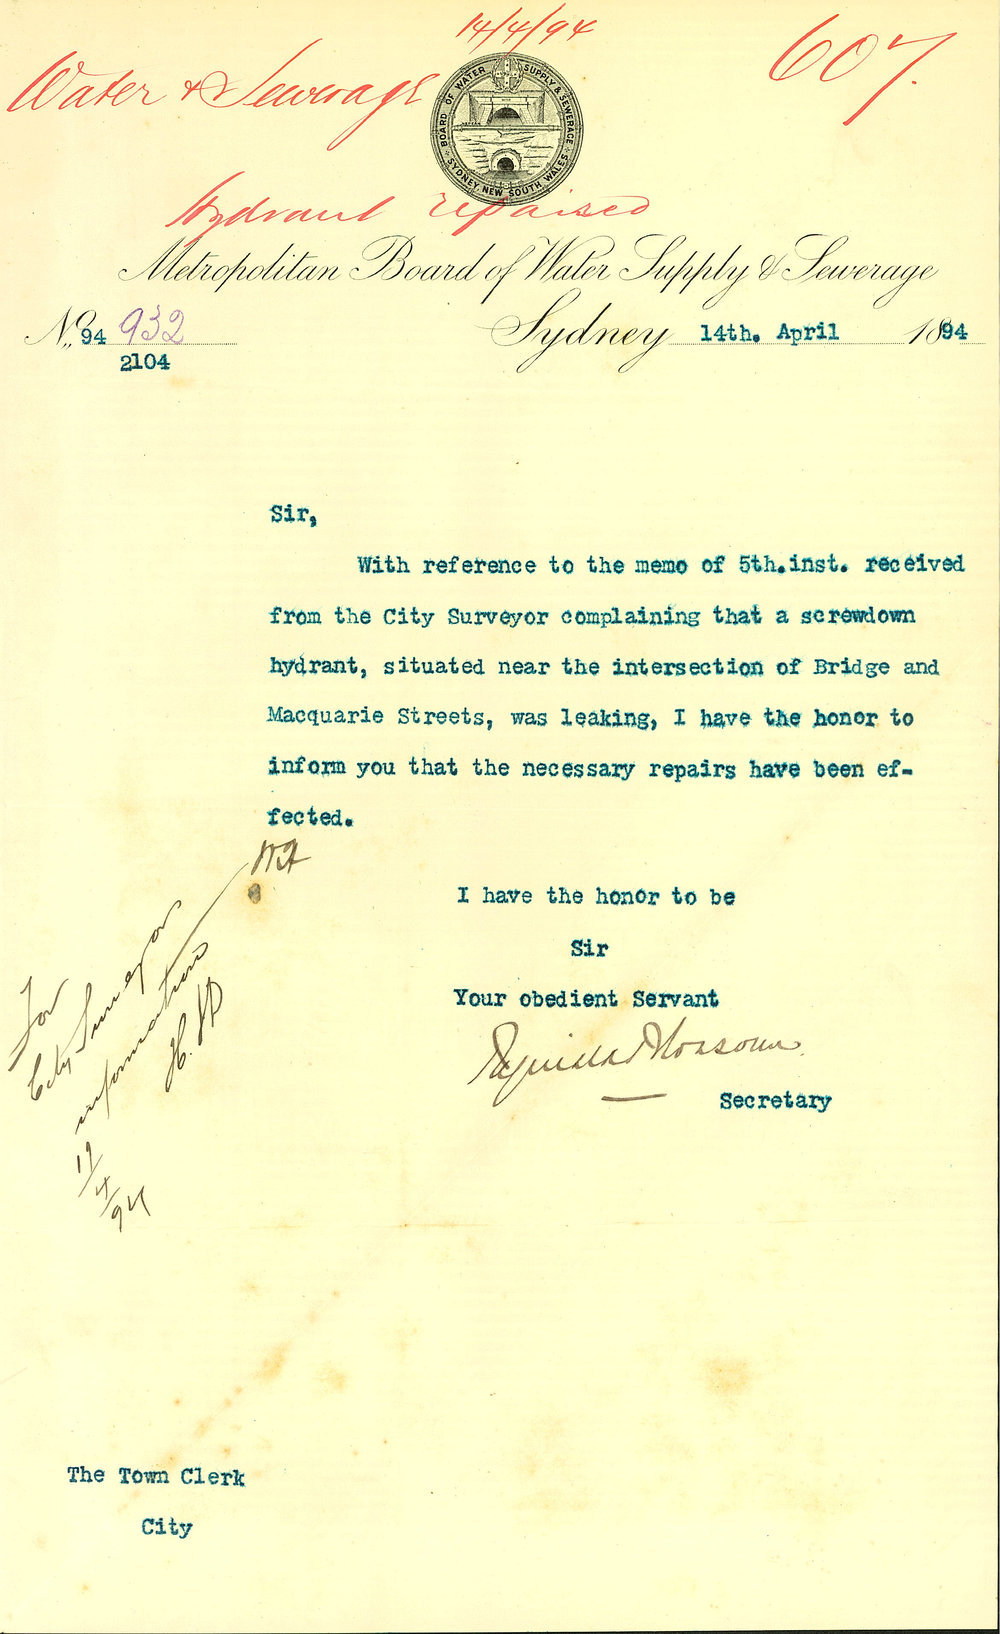 14/4/94
607.
Water & Sewerage
BOARD OF WATER SUPPLY & SEWERAGE
SYDNEY, NEW SOUTH WALES
Hydrant repaired
Metropolitan Board of Water Supply & Sewerage
No. 94 932
2104
Sydney 14th. April 1894
Sir,
With reference to the memo of 5th.inst. received
from the City Surveyor complaining that a screwdown
hydrant, situated near the intersection of Bridge and
Macquarie Streets, was leaking, I have the honor to
inform you that the necessary repairs have been ef-
fected.
I have the honor to be
Sir
Your obedient Servant
Secretary
For
City Surveyors
information
/4/94
The Town Clerk
City